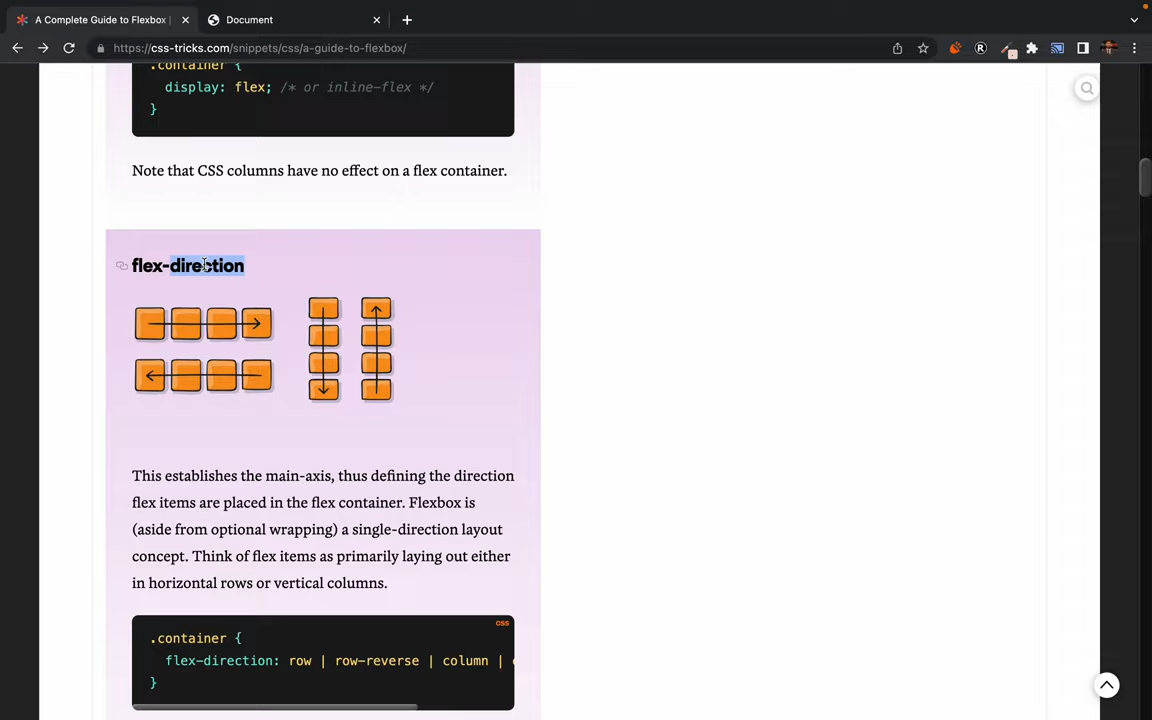 A Complete Guide to Flexbox |
Document
https://css-tricks.com/snippets/css/a-guide-to-flexbox/
.container {
display: flex; /* or inline-flex */
}
Note that CSS columns have no effect on a flex container.
flex-direction
This establishes the main-axis, thus defining the direction
flex items are placed in the flex container. Flexbox is
(aside from optional wrapping) a single-direction layout
concept. Think of flex items as primarily laying out either
in horizontal rows or vertical columns.
css
.container {
flex-direction: row | row-reverse | column |
}